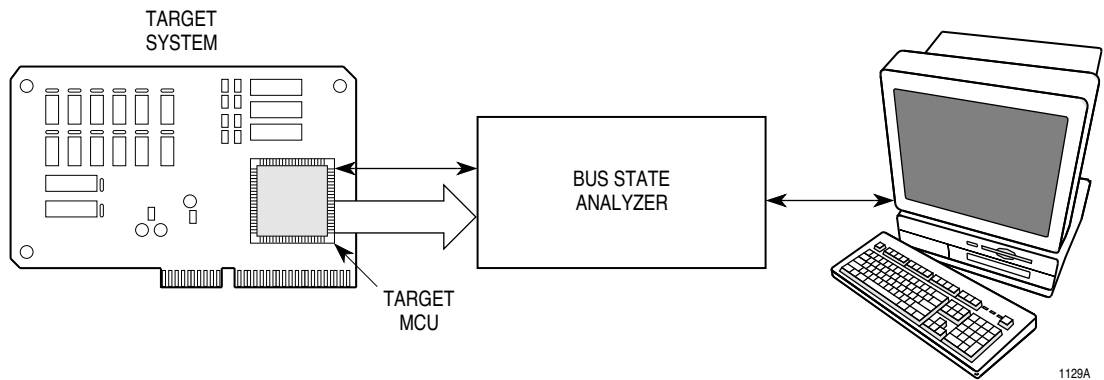 TARGET
SYSTEM
BUS STATE
ANALYZER
TARGET
MCU
1129A